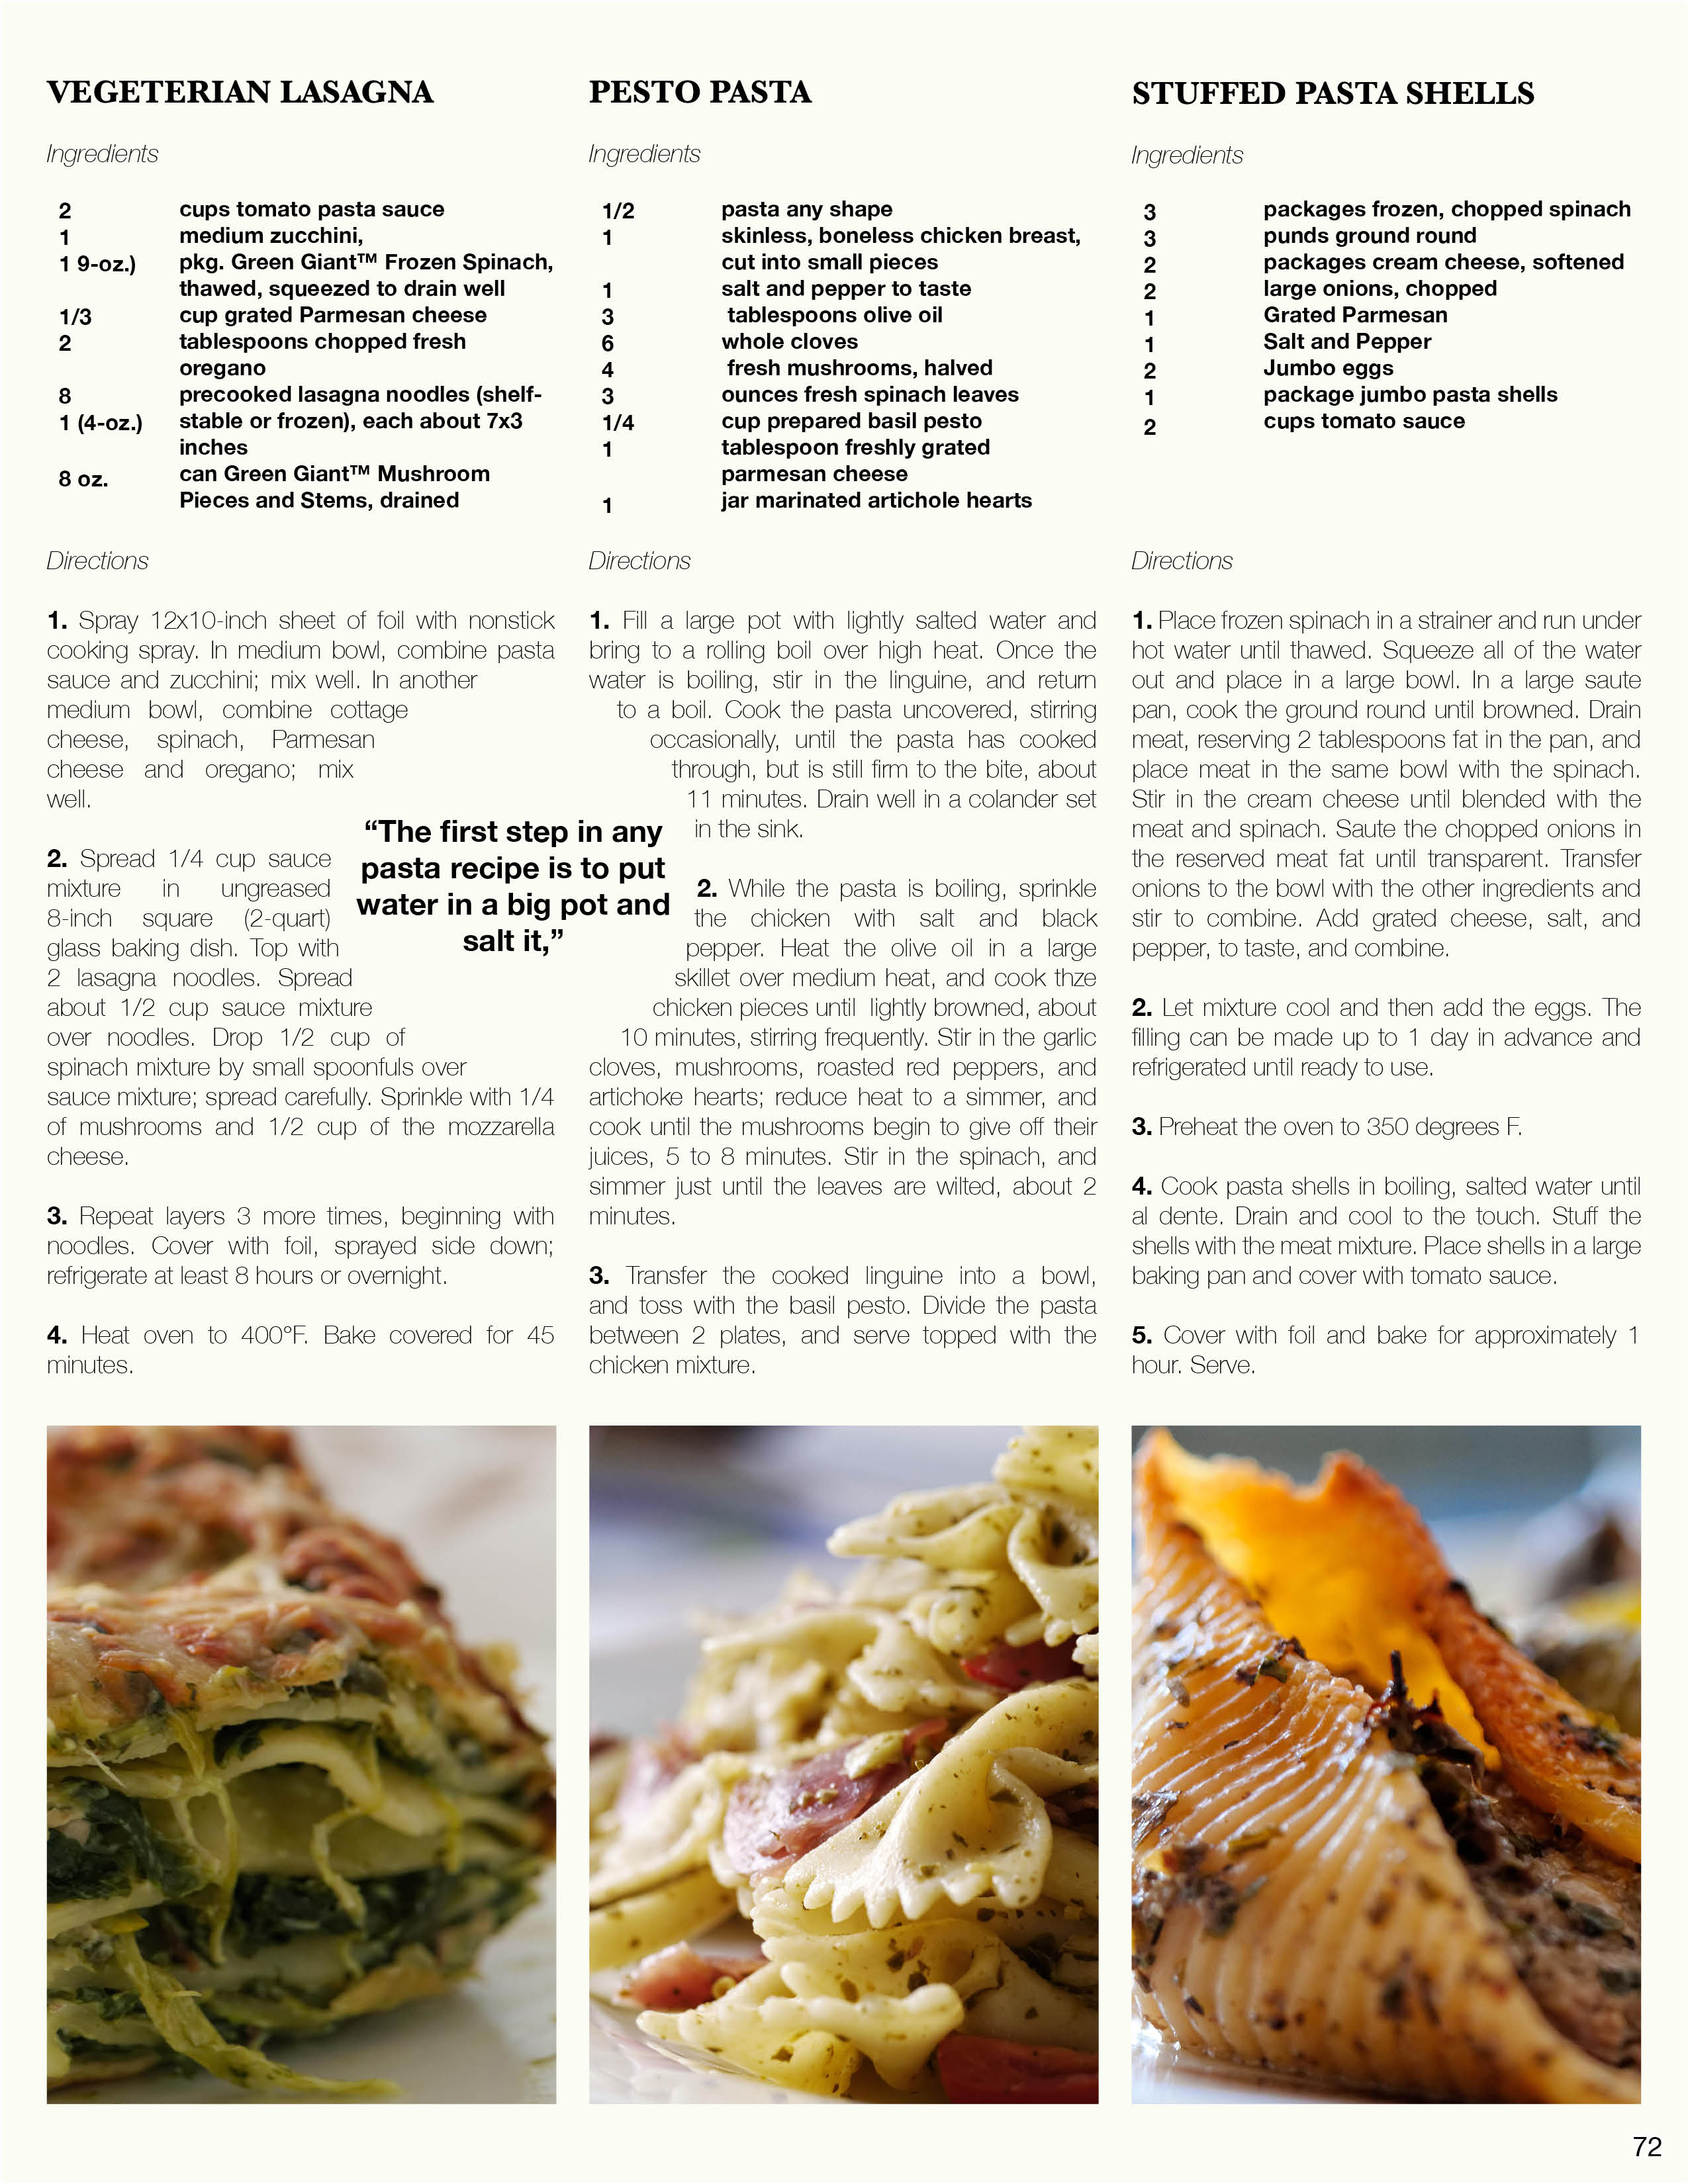 VEGETERIAN LASAGNA
Ingredients
2 cups tomato pasta sauce
1 medium zucchini,
1 9-oz.) pkg. Green Giant™ Frozen Spinach,
thawed, squeezed to drain well
1/3 cup grated Parmesan cheese
2 tablespoons chopped fresh
oregano
8 precooked lasagna noodles (shelf-
1 (4-oz.) stable or frozen), each about 7x3
inches
8 oz. can Green Giant™ Mushroom
Pieces and Stems, drained
Directions
1. Spray 12x10-inch sheet of foil with nonstick
cooking spray. In medium bowl, combine pasta
sauce and zucchini; mix well. In another
medium bowl, combine cottage
cheese, spinach, Parmesan
cheese and oregano; mix
well.
2. Spread 1/4 cup sauce
mixture in ungreased
8-inch square (2-quart)
glass baking dish. Top with
2 lasagna noodles. Spread
about 1/2 cup sauce mixture
over noodles. Drop 1/2 cup of
spinach mixture by small spoonfuls over
sauce mixture; spread carefully. Sprinkle with 1/4
of mushrooms and 1/2 cup of the mozzarella
cheese.
3. Repeat layers 3 more times, beginning with
noodles. Cover with foil, sprayed side down;
refrigerate at least 8 hours or overnight.
4. Heat oven to 400°F. Bake covered for 45
minutes.
“The first step in any
pasta recipe is to put
water in a big pot and
salt it,”
PESTO PASTA
Ingredients
1/2 pasta any shape
1 skinless, boneless chicken breast,
cut into small pieces
1 salt and pepper to taste
3 tablespoons olive oil
6 whole cloves
4 fresh mushrooms, halved
3 ounces fresh spinach leaves
1/4 cup prepared basil pesto
1 tablespoon freshly grated
parmesan cheese
1 jar marinated artichole hearts
Directions
1. Fill a large pot with lightly salted water and
bring to a rolling boil over high heat. Once the
water is boiling, stir in the linguine, and return
to a boil. Cook the pasta uncovered, stirring
occasionally, until the pasta has cooked
through, but is still firm to the bite, about
11 minutes. Drain well in a colander set
in the sink.
2. While the pasta is boiling, sprinkle
the chicken with salt and black
pepper. Heat the olive oil in a large
skillet over medium heat, and cook thze
chicken pieces until lightly browned, about
10 minutes, stirring frequently. Stir in the garlic
cloves, mushrooms, roasted red peppers, and
artichoke hearts; reduce heat to a simmer, and
cook until the mushrooms begin to give off their
juices, 5 to 8 minutes. Stir in the spinach, and
simmer just until the leaves are wilted, about 2
minutes.
3. Transfer the cooked linguine into a bowl,
and toss with the basil pesto. Divide the pasta
between 2 plates, and serve topped with the
chicken mixture.
STUFFED PASTA SHELLS
Ingredients
3 packages frozen, chopped spinach
3 punds ground round
2 packages cream cheese, softened
2 large onions, chopped
1 Grated Parmesan
1 Salt and Pepper
2 Jumbo eggs
1 package jumbo pasta shells
2 cups tomato sauce
Directions
1. Place frozen spinach in a strainer and run under
hot water until thawed. Squeeze all of the water
out and place in a large bowl. In a large saute
pan, cook the ground round until browned. Drain
meat, reserving 2 tablespoons fat in the pan, and
place meat in the same bowl with the spinach.
Stir in the cream cheese until blended with the
meat and spinach. Saute the chopped onions in
the reserved meat fat until transparent. Transfer
onions to the bowl with the other ingredients and
stir to combine. Add grated cheese, salt, and
pepper, to taste, and combine.
2. Let mixture cool and then add the eggs. The
filling can be made up to 1 day in advance and
refrigerated until ready to use.
3. Preheat the oven to 350 degrees F.
4. Cook pasta shells in boiling, salted water until
al dente. Drain and cool to the touch. Stuff the
shells with the meat mixture. Place shells in a large
baking pan and cover with tomato sauce.
5. Cover with foil and bake for approximately 1
hour. Serve.
72